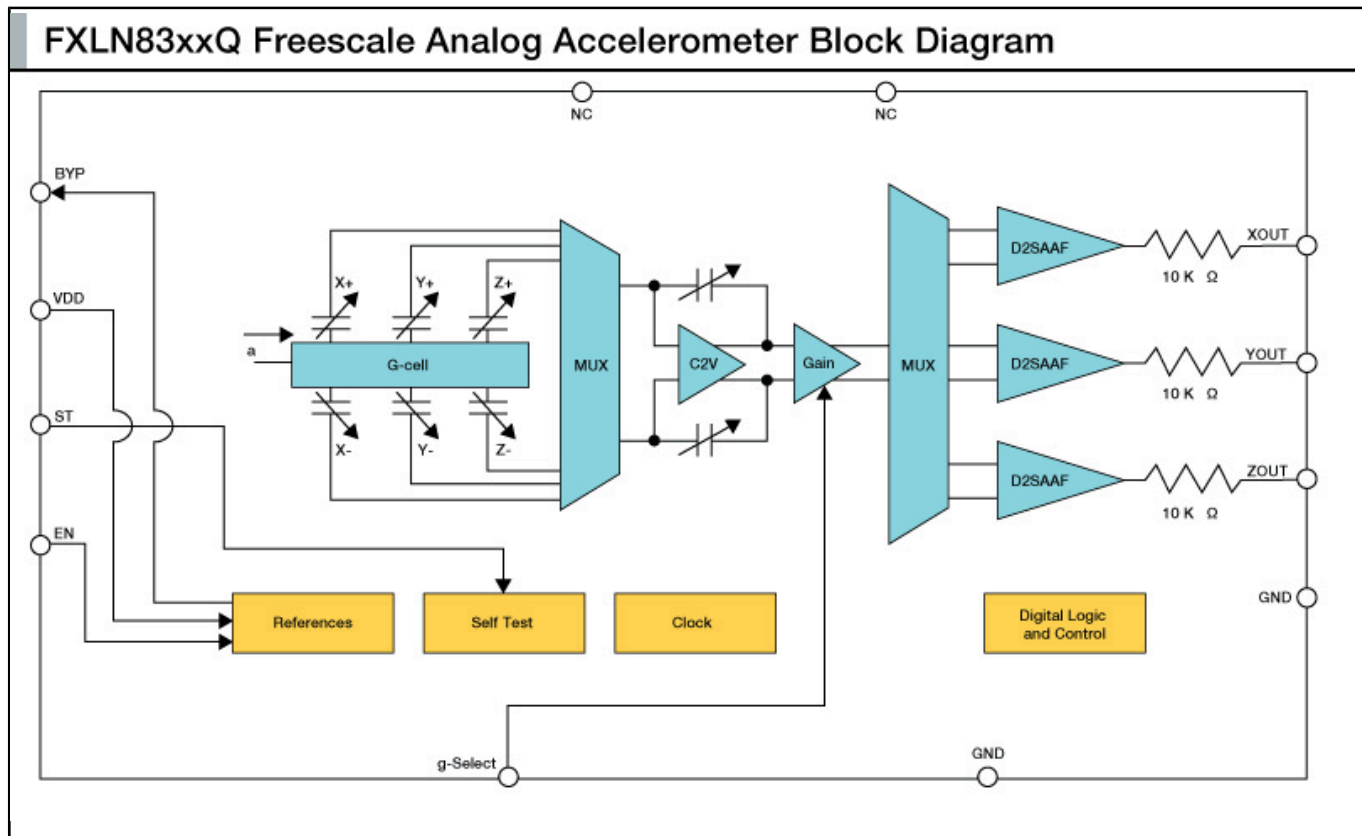 FXLN83xxQ Freescale Analog Accelerometer Block Diagram
NC
NC
BYP
VDD
ST
EN
X+
Y+
Z+
a
G-cell
X-
Y-
Z-
MUX
C2V
Gain
MUX
D2SAAF
10 K Ω
XOUT
D2SAAF
10 K Ω
YOUT
D2SAAF
10 K Ω
ZOUT
References
Self Test
Clock
Digital Logic
and Control
GND
g-Select
GND